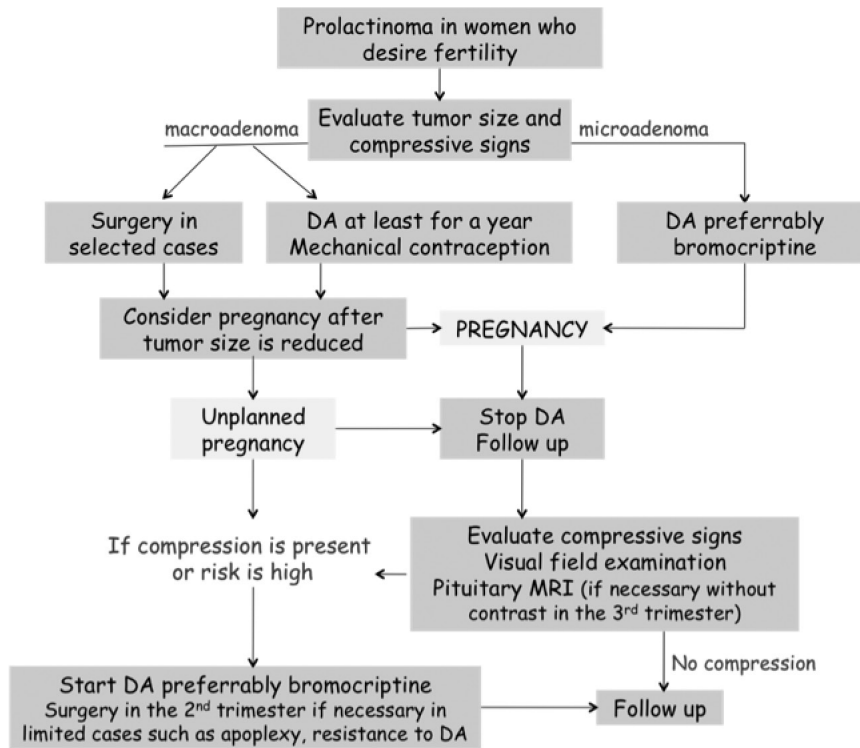 Prolactinoma in women who
desire fertility
Evaluate tumor size and
compressive signs
macroadenoma
microadenoma
Surgery in
selected cases
DA at least for a year
Mechanical contraception
DA preferrably
bromocriptine
Consider pregnancy after
tumor size is reduced
PREGNANCY
Unplanned
pregnancy
Stop DA
Follow up
If compression is present
or risk is high
Evaluate compressive signs
Visual field examination
Pituitary MRI (if necessary without
contrast in the 3rd trimester)
No compression
Start DA preferrably bromocriptine
Surgery in the 2nd trimester if necessary in
limited cases such as apoplexy, resistance to DA
Follow up